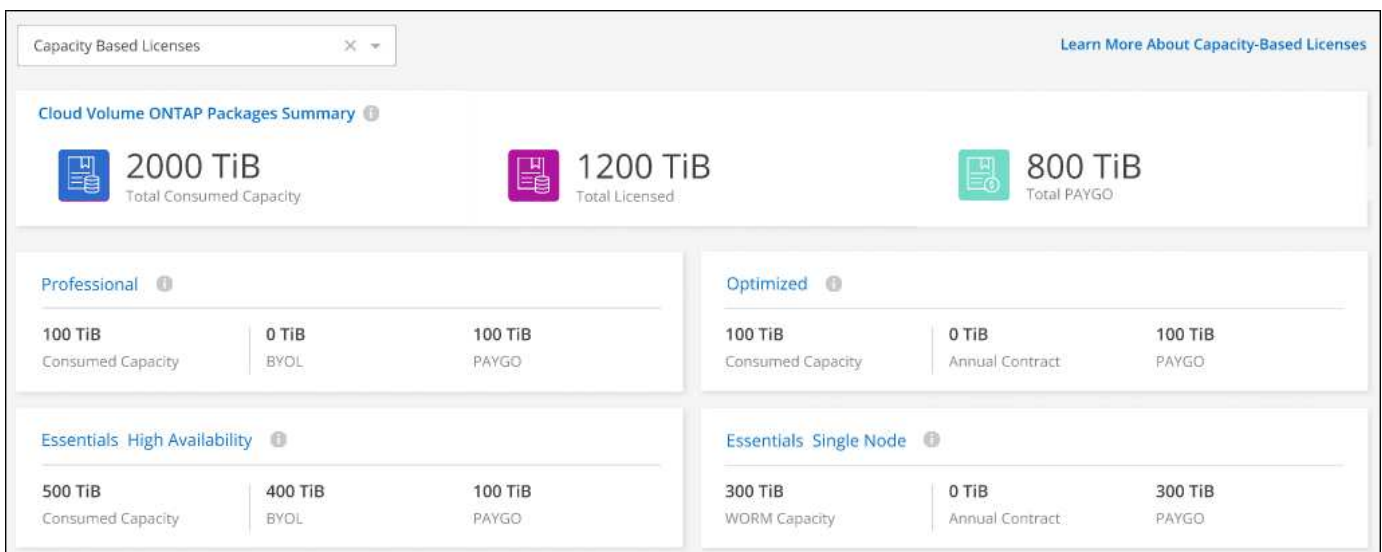 Capacity Based Licenses
Learn More About Capacity-Based Licenses
Cloud Volume ONTAP Packages Summary
2000 TiB
Total Consumed Capacity
1200 TiB
Total Licensed
800 TiB
Total PAYGO
Professional
100 TiB
Consumed Capacity
0 TiB
BYOL
100 TiB
PAYGO
Optimized
100 TiB
Consumed Capacity
0 TiB
Annual Contract
100 TiB
PAYGO
Essentials High Availability
500 TiB
Consumed Capacity
400 TiB
BYOL
100 TiB
PAYGO
Essentials Single Node
300 TiB
WORM Capacity
0 TiB
Annual Contract
300 TiB
PAYGO